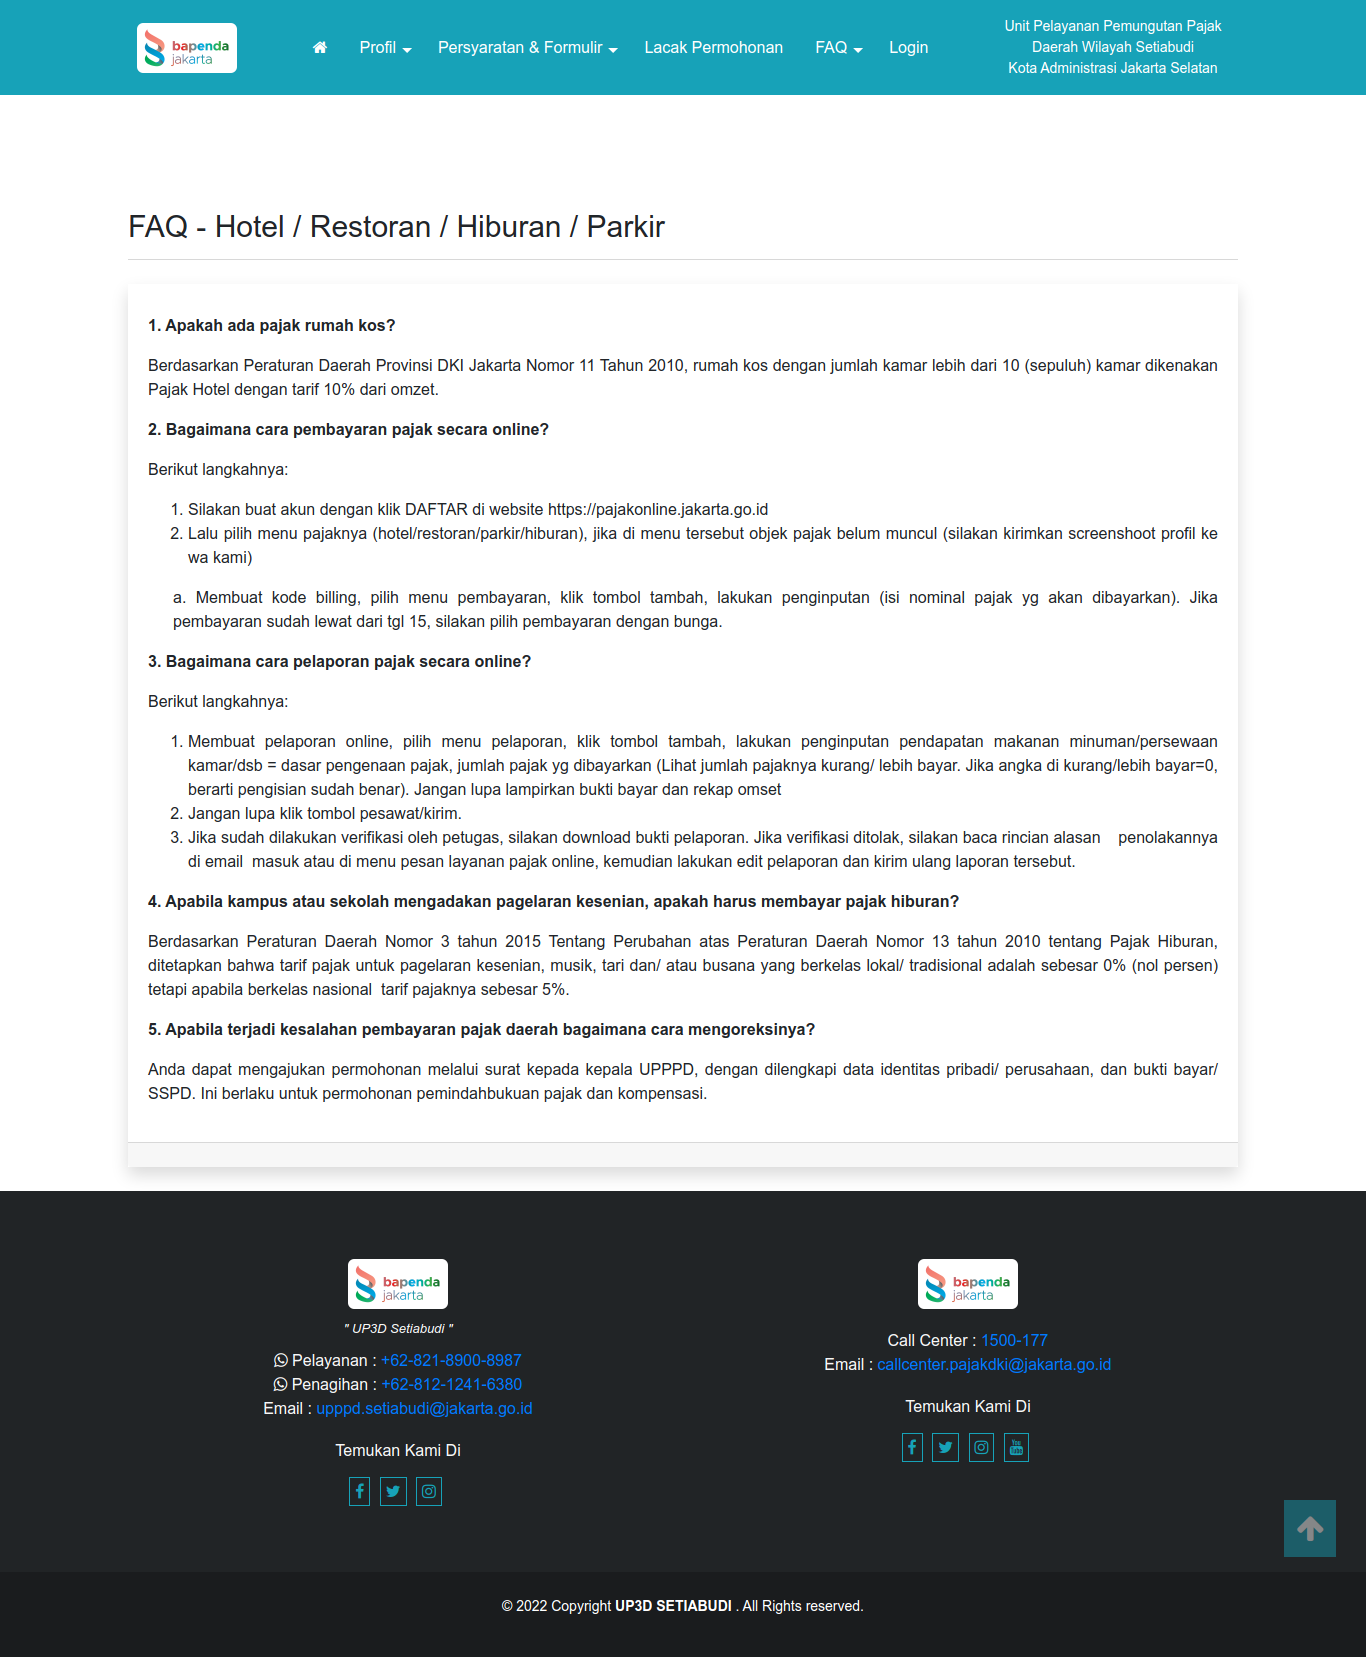 bapenda
jakarta
Profil
Persyaratan & Formulir
Lacak Permohonan
FAQ
Login
Unit Pelayanan Pemungutan Pajak
Daerah Wilayah Setiabudi
Kota Administrasi Jakarta Selatan
FAQ - Hotel / Restoran / Hiburan / Parkir
1. Apakah ada pajak rumah kos?
Berdasarkan Peraturan Daerah Provinsi DKI Jakarta Nomor 11 Tahun 2010, rumah kos dengan jumlah kamar lebih dari 10 (sepuluh) kamar dikenakan
Pajak Hotel dengan tarif 10% dari omzet.
2. Bagaimana cara pembayaran pajak secara online?
Berikut langkahnya:
1. Silakan buat akun dengan klik DAFTAR di website https://pajakonline.jakarta.go.id
2. Lalu pilih menu pajaknya (hotel/restoran/parkir/hiburan), jika di menu tersebut objek pajak belum muncul (silakan kirimkan screenshoot profil ke
wa kami)
a. Membuat kode billing, pilih menu pembayaran, klik tombol tambah, lakukan penginputan (isi nominal pajak yg akan dibayarkan). Jika
pembayaran sudah lewat dari tgl 15, silakan pilih pembayaran dengan bunga.
3. Bagaimana cara pelaporan pajak secara online?
Berikut langkahnya:
1. Membuat pelaporan online, pilih menu pelaporan, klik tombol tambah, lakukan penginputan pendapatan makanan minuman/persewaan
kamar/dsb = dasar pengenaan pajak, jumlah pajak yg dibayarkan (Lihat jumlah pajaknya kurang/ lebih bayar. Jika angka di kurang/lebih bayar=0,
berarti pengisian sudah benar). Jangan lupa lampirkan bukti bayar dan rekap omset
2. Jangan lupa klik tombol pesawat/kirim.
3. Jika sudah dilakukan verifikasi oleh petugas, silakan download bukti pelaporan. Jika verifikasi ditolak, silakan baca rincian alasan penolakannya
di email masuk atau di menu pesan layanan pajak online, kemudian lakukan edit pelaporan dan kirim ulang laporan tersebut.
4. Apabila kampus atau sekolah mengadakan pagelaran kesenian, apakah harus membayar pajak hiburan?
Berdasarkan Peraturan Daerah Nomor 3 tahun 2015 Tentang Perubahan atas Peraturan Daerah Nomor 13 tahun 2010 tentang Pajak Hiburan,
ditetapkan bahwa tarif pajak untuk pagelaran kesenian, musik, tari dan/ atau busana yang berkelas lokal/ tradisional adalah sebesar 0% (nol persen)
tetapi apabila berkelas nasional tarif pajaknya sebesar 5%.
5. Apabila terjadi kesalahan pembayaran pajak daerah bagaimana cara mengoreksinya?
Anda dapat mengajukan permohonan melalui surat kepada kepala UPPPD, dengan dilengkapi data identitas pribadi/ perusahaan, dan bukti bayar/
SSPD. Ini berlaku untuk permohonan pemindahbukuan pajak dan kompensasi.
bapenda
jakarta
" UP3D Setiabudi "
Pelayanan : +62-821-8900-8987
Penagihan : +62-812-1241-6380
Email : upppd.setiabudi@jakarta.go.id
Temukan Kami Di
bapenda
jakarta
Call Center : 1500-177
Email : callcenter.pajakdki@jakarta.go.id
Temukan Kami Di
© 2022 Copyright UP3D SETIABUDI . All Rights reserved.